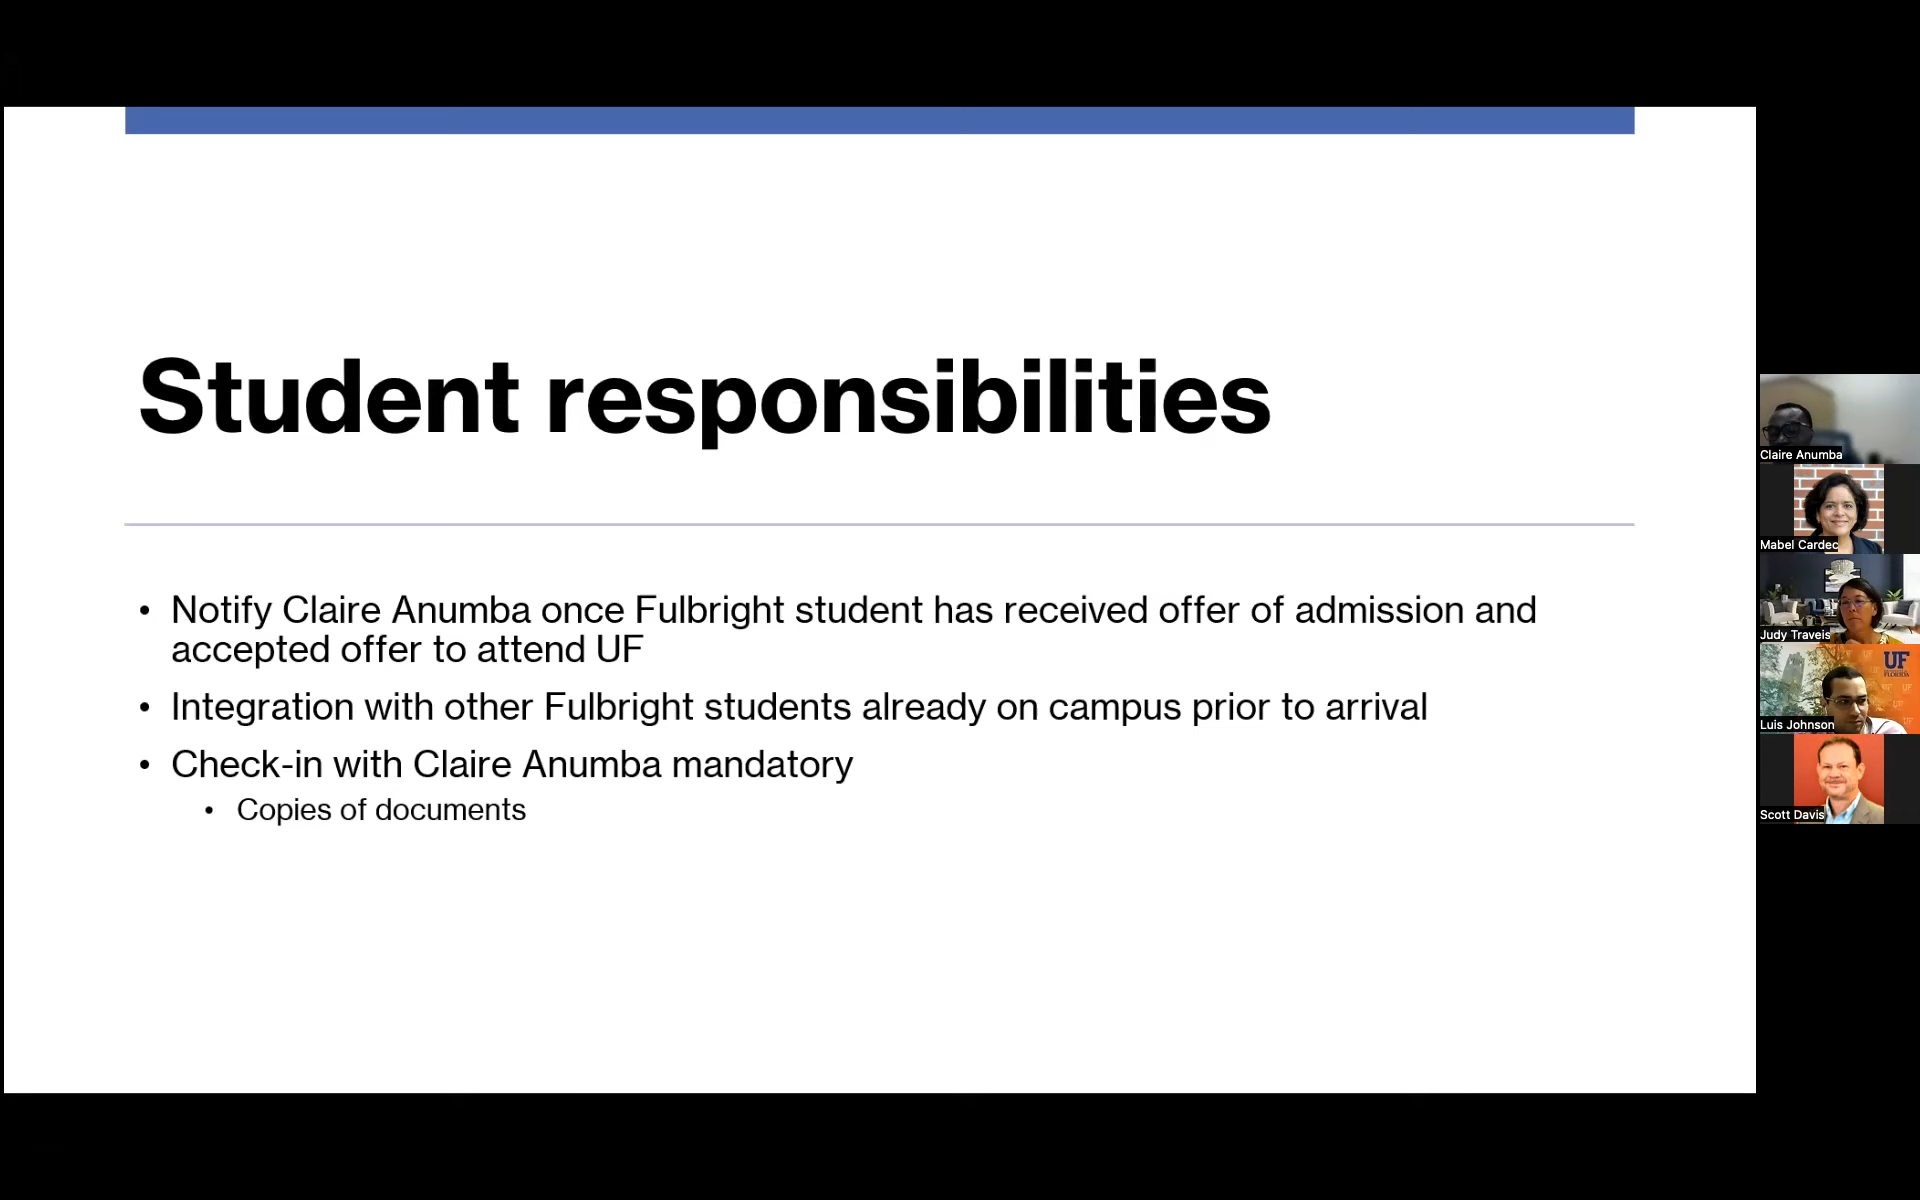 Student responsibilities
• Notify Claire Anumba once Fulbright student has received offer of admission and
accepted offer to attend UF
• Integration with other Fulbright students already on campus prior to arrival
• Check-in with Claire Anumba mandatory
• Copies of documents
Claire Anumba
Mabel Cardec
Judy Traveis
UF
FLORIDA
Luis Johnson
Scott Davis